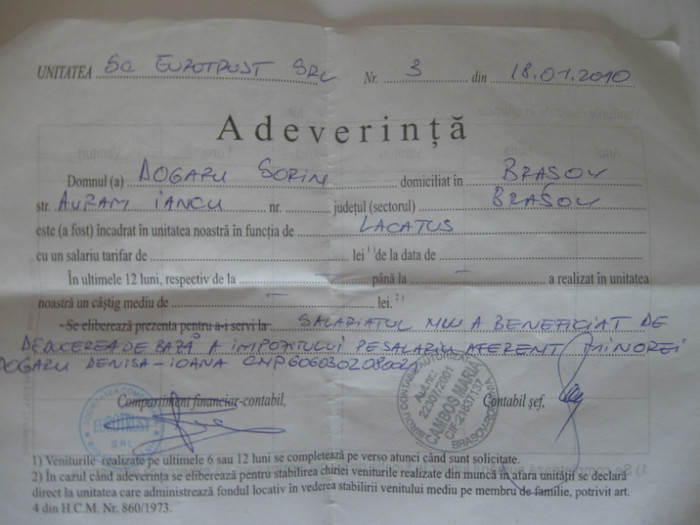 UNITATEA SC EUROTRUST SRL Nr. 3 din 18.01.2010
Adeverință
Domnul (a) DOGARU SORIN domiciliat în BRAȘOV
str. AVRAM IANCU nr. județul (sectorul) BRAȘOV
este (a fost) încadrat în unitatea noastră în funcția de LACATUS
cu un salariu tarifar de lei 1) de la data de
În ultimele 12 luni, respectiv de la — până la — a realizat în unitatea
noastră un câștig mediu de — lei. 2)
Se eliberează prezenta pentru a-i servi la SALARIATUL NU A BENEFICIAT DE
DEDUCEREA DE BAZĂ A IMPOZITULUI PE SALARIU AFERENT MINOREI
DOGARU DENISA-IOANA CNP
Compartiment financiar-contabil, Contabil șef,
CAMBOS MARIA
BRASOV
1) Veniturile realizate pe ultimele 6 sau 12 luni se completează pe verso atunci când sunt solicitate.
2) În cazul când adeverința se eliberează pentru stabilirea chiriei veniturile realizate din muncă în afara unității se declară
direct la unitatea care administrează fondul locativ în vederea stabilirii venitului mediu pe membru de familie, potrivit art.
4 din H.C.M. Nr. 860/1973.